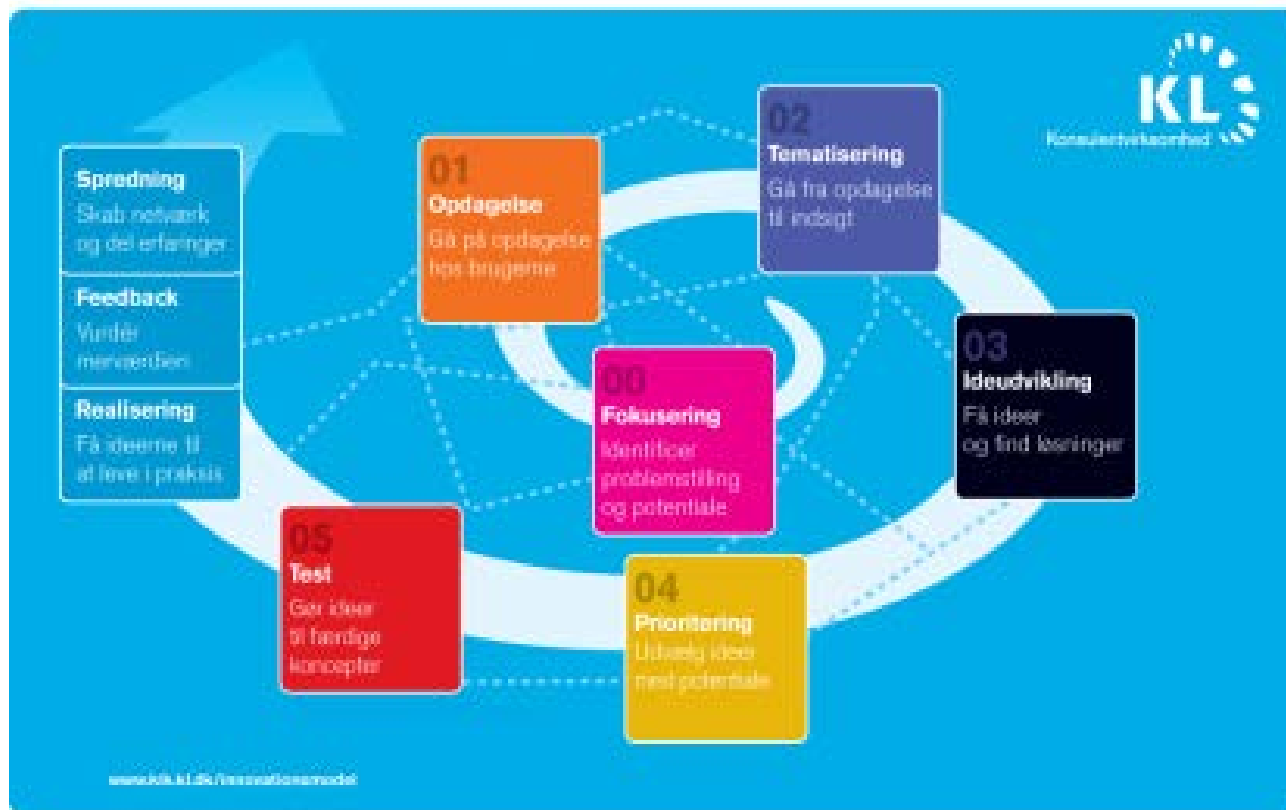 KL
Konsulentvirksomhed
00
Fokusering
Identificer
problemstilling
og potentiale
01
Opdagelse
Gå på opdagelse
hos brugerne
02
Tematisering
Gå fra opdagelse
til indsigt
03
Ideudvikling
Få ideer
og find løsninger
04
Prioritering
Udvælg ideer
med potentiale
05
Test
Gør ideer
til færdige
koncepter
Spredning
Skab netværk
og del erfaringer
Feedback
Vurdér
merværdien
Realisering
Få ideerne til
at leve i praksis
www.klk.kl.dk/innovationsmodel